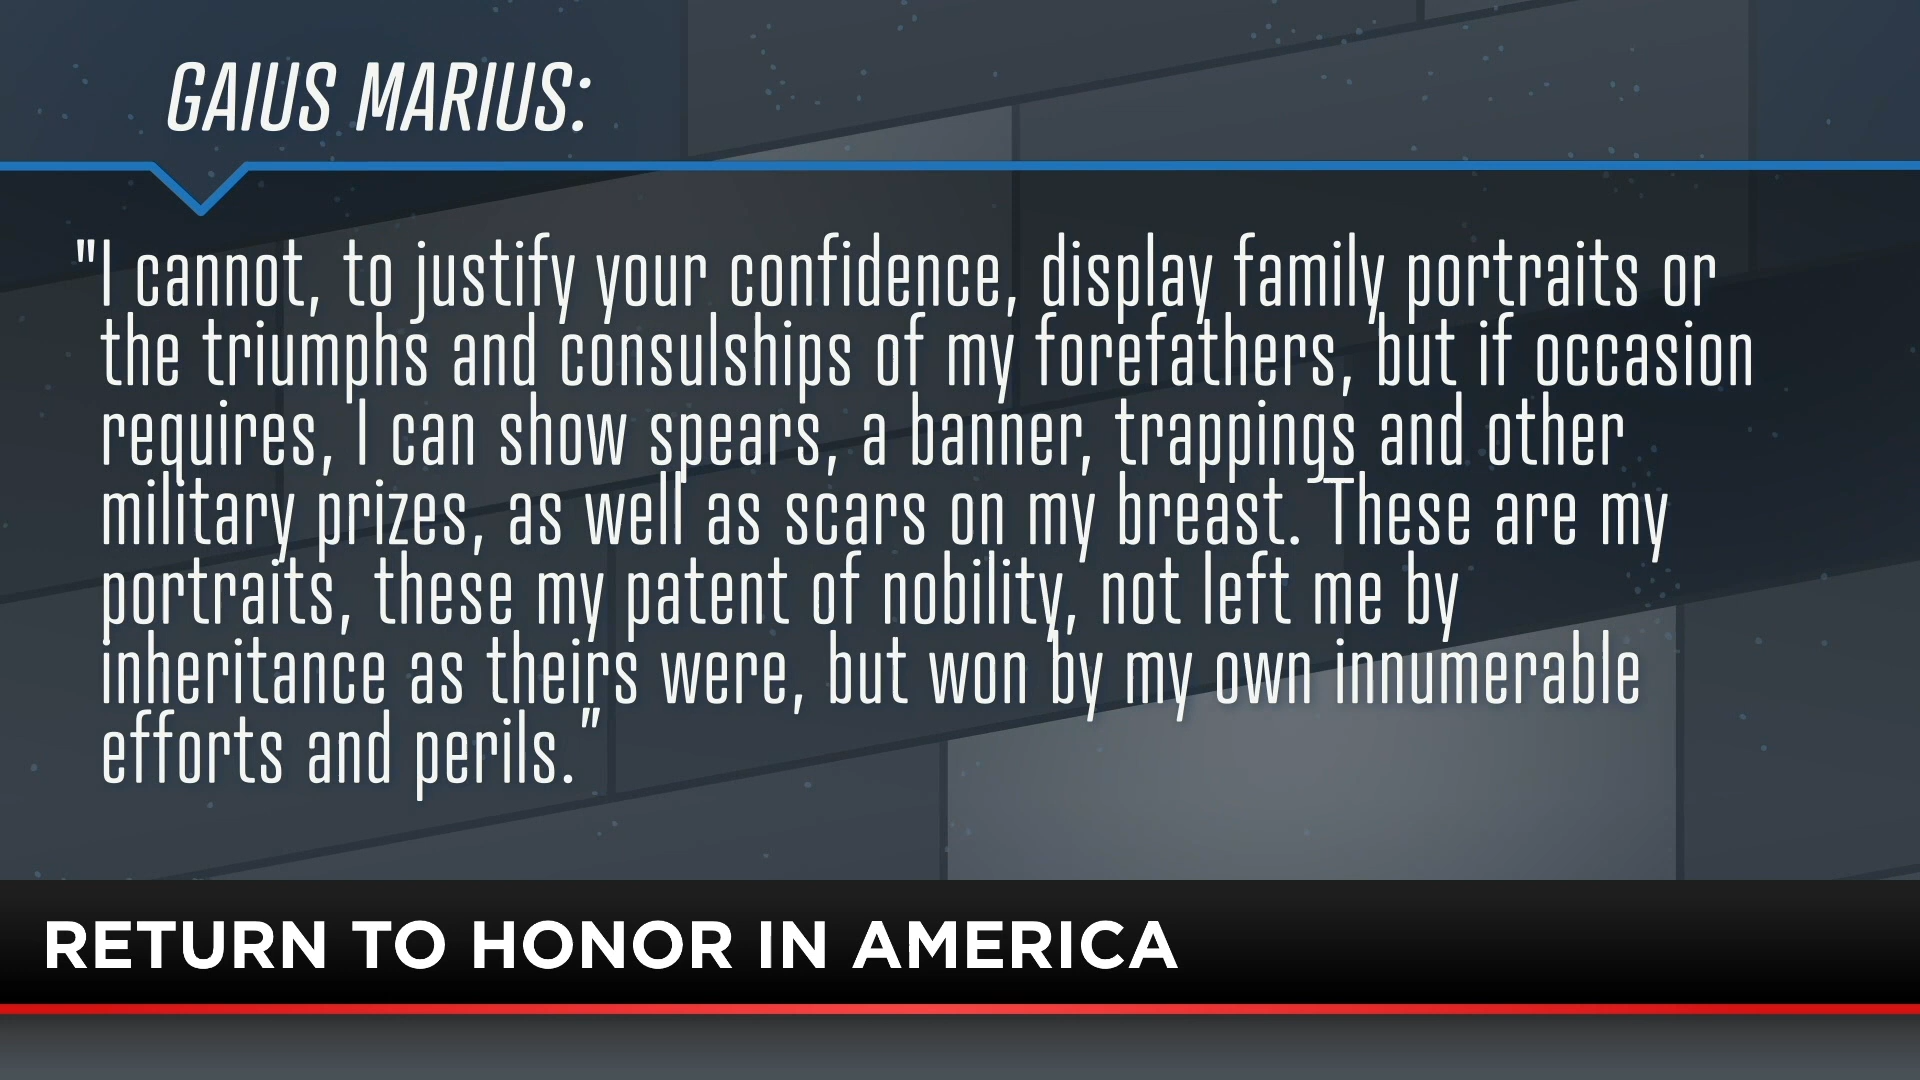 GAIUS MARIUS:
"I cannot, to justify your confidence, display family portraits or
the triumphs and consulships of my forefathers, but if occasion
requires, I can show spears, a banner, trappings and other
military prizes, as well as scars on my breast. These are my
portraits, these my patent of nobility, not left me by
inheritance as theirs were, but won by my own innumerable
efforts and perils.”
RETURN TO HONOR IN AMERICA